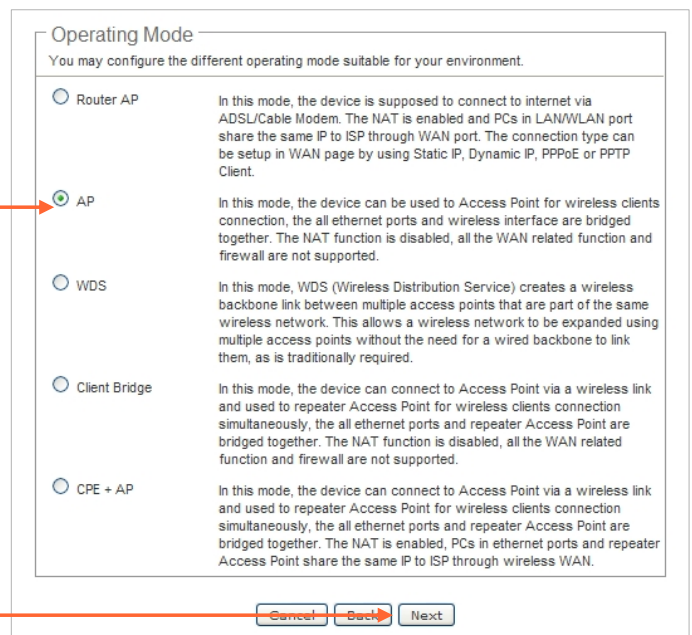 Operating Mode
You may configure the different operating mode suitable for your environment.
Router AP
In this mode, the device is supposed to connect to internet via
ADSL/Cable Modem. The NAT is enabled and PCs in LAN/WLAN port
share the same IP to ISP through WAN port. The connection type can
be setup in WAN page by using Static IP, Dynamic IP, PPPoE or PPTP
Client.
AP
In this mode, the device can be used to Access Point for wireless clients
connection, the all ethernet ports and wireless interface are bridged
together. The NAT function is disabled, all the WAN related function and
firewall are not supported.
WDS
In this mode, WDS (Wireless Distribution Service) creates a wireless
backbone link between multiple access points that are part of the same
wireless network. This allows a wireless network to be expanded using
multiple access points without the need for a wired backbone to link
them, as is traditionally required.
Client Bridge
In this mode, the device can connect to Access Point via a wireless link
and used to repeater Access Point for wireless clients connection
simultaneously, the all ethernet ports and repeater Access Point are
bridged together. The NAT function is disabled, all the WAN related
function and firewall are not supported.
CPE + AP
In this mode, the device can connect to Access Point via a wireless link
and used to repeater Access Point for wireless clients connection
simultaneously, the all ethernet ports and repeater Access Point are
bridged together. The NAT is enabled, PCs in ethernet ports and repeater
Access Point share the same IP to ISP through wireless WAN.
Cancel Back Next